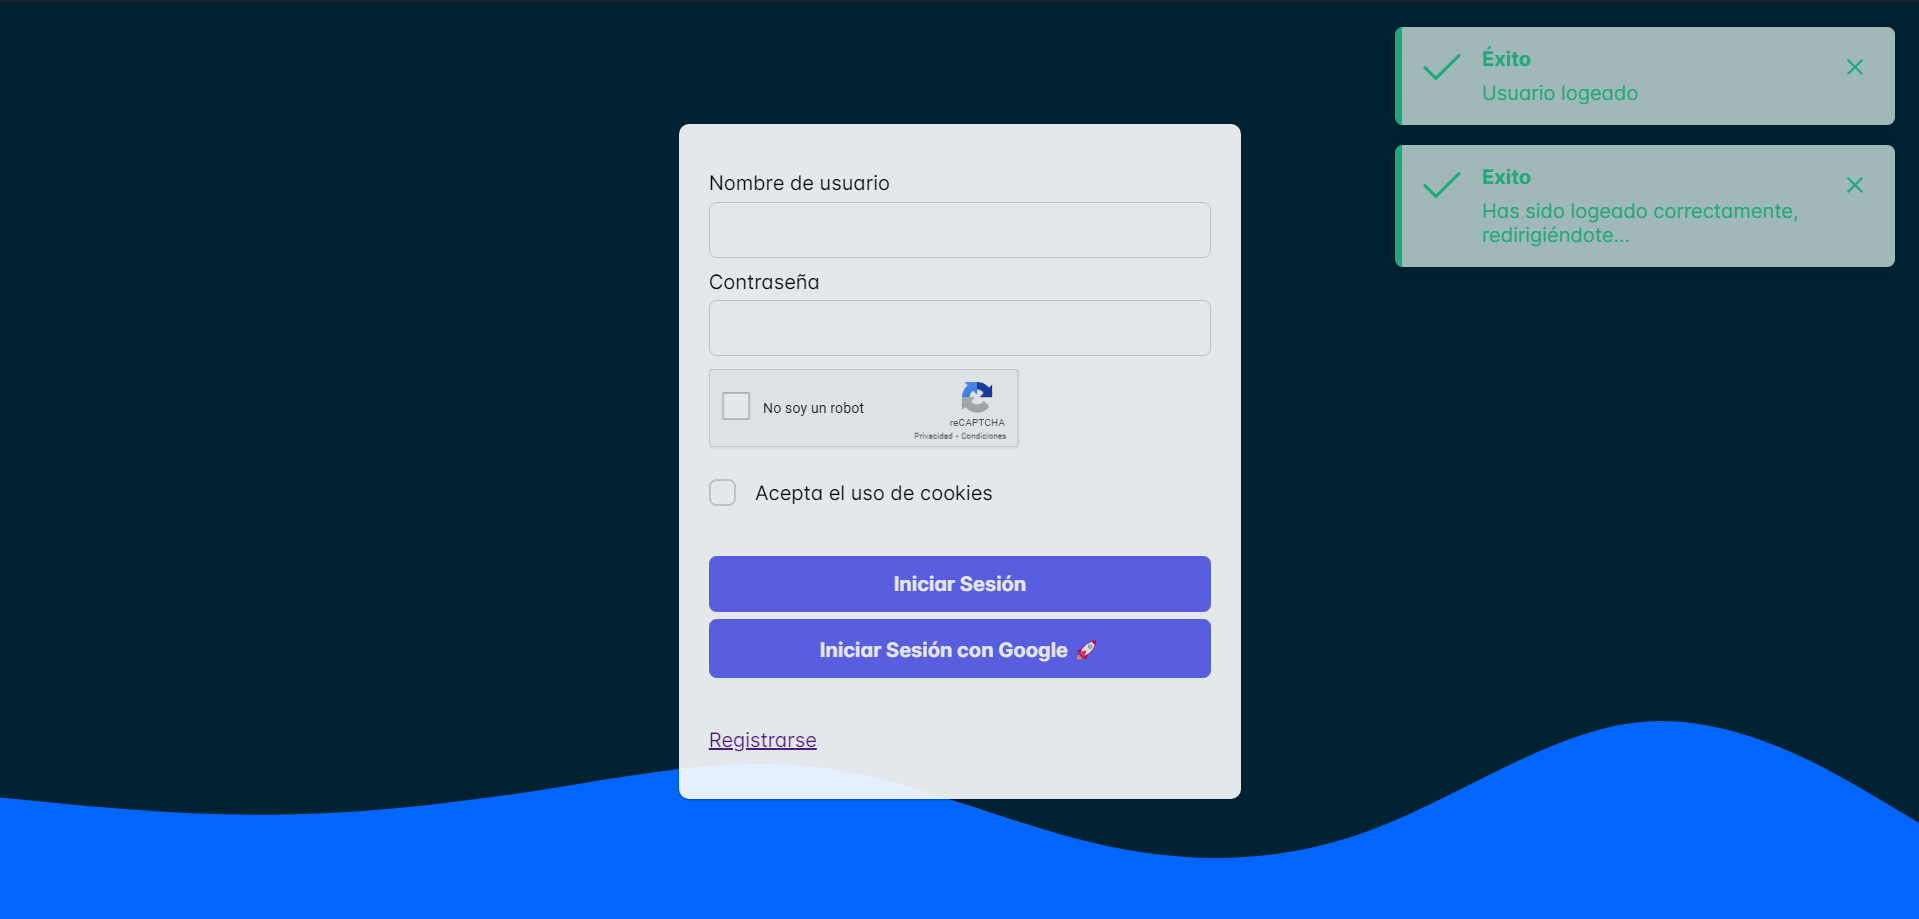 Éxito
Usuario logeado
Exito
Has sido logeado correctamente,
redirigiéndote...
Nombre de usuario
Contraseña
No soy un robot
reCAPTCHA
Privacidad - Condiciones
Acepta el uso de cookies
Iniciar Sesión
Iniciar Sesión con Google 🚀
Registrarse